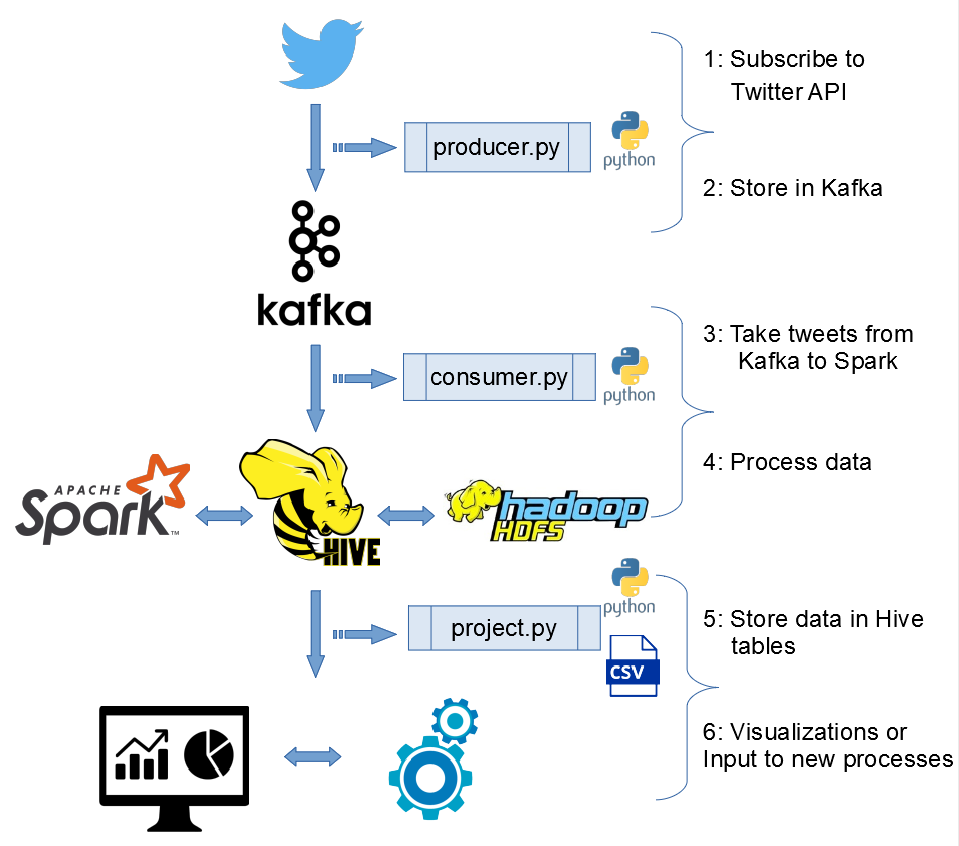 1: Subscribe to
Twitter API
producer.py
python
2: Store in Kafka
kafka
3: Take tweets from
Kafka to Spark
consumer.py
python
4: Process data
APACHE
Spark™
HIVE
hadoop
HDFS
python
5: Store data in Hive
tables
project.py
CSV
6: Visualizations or
Input to new processes